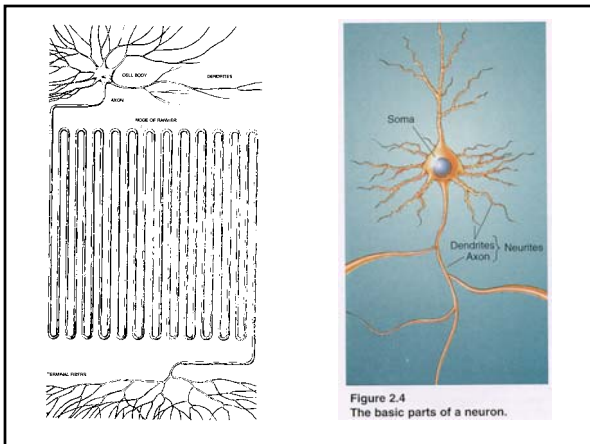 CELL BODY
DENDRITES
AXON
NODE OF RANVIER
TERMINAL FIBERS
Soma
Dendrites
Axon
Neurites
Figure 2.4
The basic parts of a neuron.